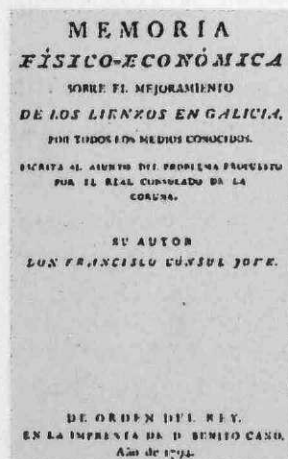 MEMORIA
FÍSICO-ECONÓMICA
SOBRE EL MEJORAMIENTO
DE LOS LIENZOS EN GALICIA,
POR TODOS LOS MEDIOS CONOCIDOS.
ESCRITA AL ASUNTO DEL PROBLEMA PROPUESTO
POR EL REAL CONSULADO DE LA
CORUÑA.
SU AUTOR
DON FRANCISCO CÓNSUL JOVE.
DE ORDEN DEL REY.
EN LA IMPRENTA DE D. BENITO CANO.
Año de 1794.